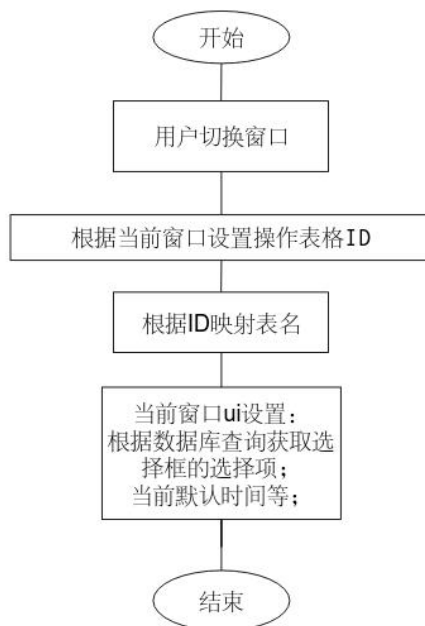 开始
用户切换窗口
根据当前窗口设置操作表格ID
根据ID映射表名
当前窗口ui设：
根据数据库查询获取选
择框的选择项；
当前默认时间等；
结束